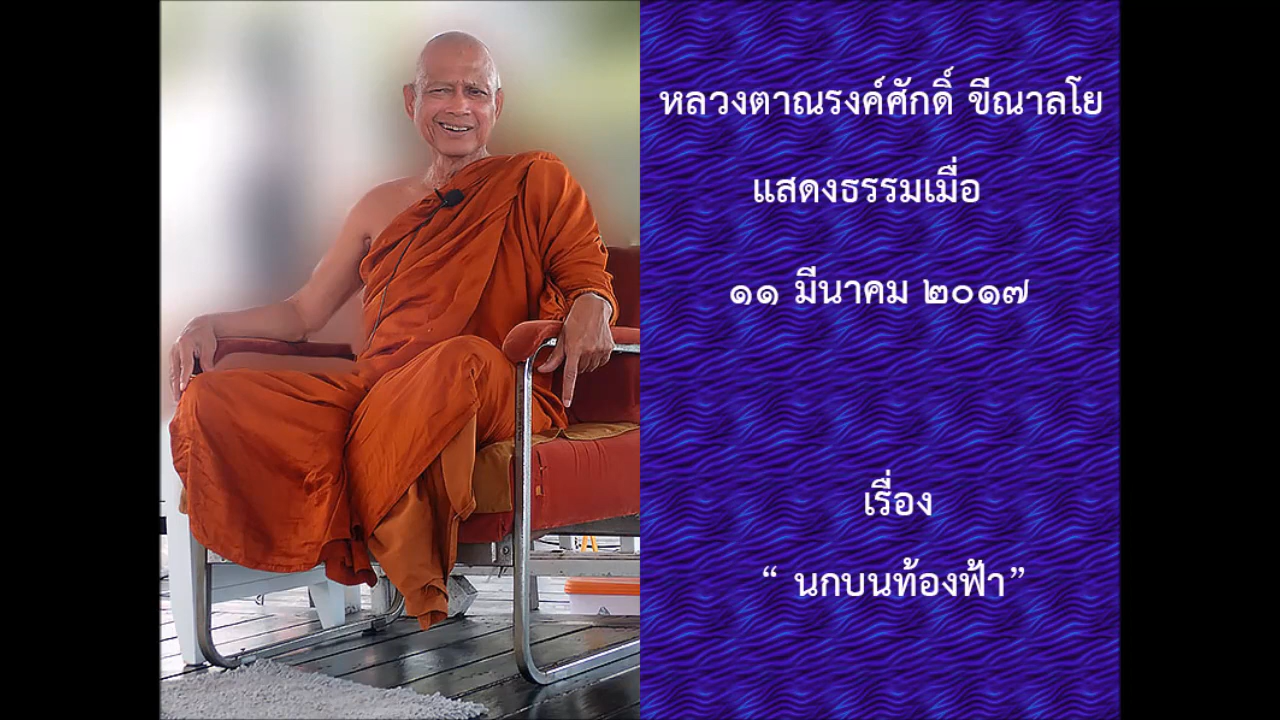 หลวงตาณรงค์ศักดิ์ ขีณาลโย
แสดงธรรมเมื่อ
๑๑ มีนาคม ๒๐๑๗
เรื่อง
“ นกบนท้องฟ้า”